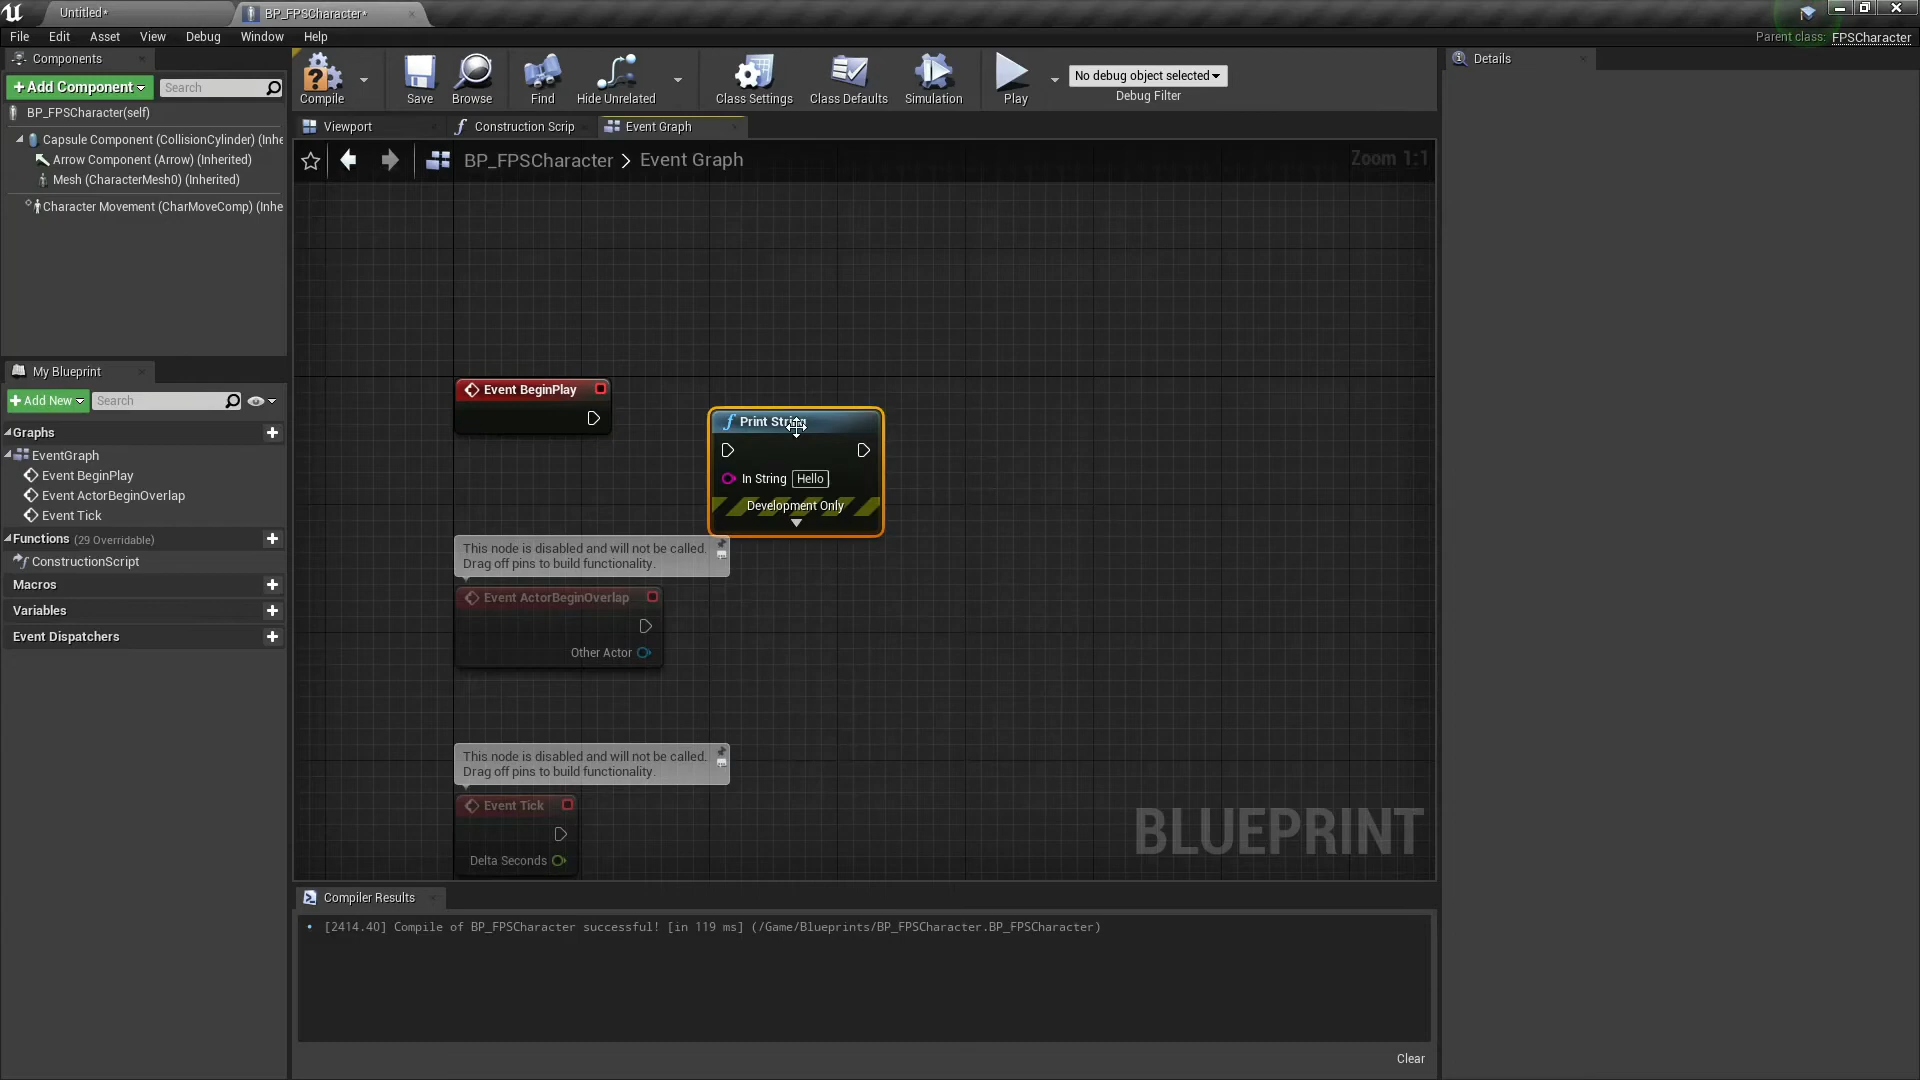 Untitled*
BP_FPSCharacter*
File Edit Asset View Debug Window Help
Parent class: FPSCharacter
Components
+Add Component
Search
BP_FPSCharacter(self)
Capsule Component (CollisionCylinder) (Inhe
Arrow Component (Arrow) (Inherited)
Mesh (CharacterMesh0) (Inherited)
Character Movement (CharMoveComp) (Inhe
Compile
Save
Browse
Find
Hide Unrelated
Class Settings
Class Defaults
Simulation
Play
No debug object selected
Debug Filter
Details
Viewport
Construction Scrip
Event Graph
BP_FPSCharacter > Event Graph
Zoom 1:1
My Blueprint
+Add New
Search
Graphs
EventGraph
Event BeginPlay
Event ActorBeginOverlap
Event Tick
Functions (29 Overridable)
ConstructionScript
Macros
Variables
Event Dispatchers
Event BeginPlay
Print String
In String Hello
Development Only
This node is disabled and will not be called.
Drag off pins to build functionality.
Event ActorBeginOverlap
Other Actor
This node is disabled and will not be called.
Drag off pins to build functionality.
Event Tick
Delta Seconds
BLUEPRINT
Compiler Results
[2414.40] Compile of BP_FPSCharacter successful! [in 119 ms] (/Game/Blueprints/BP_FPSCharacter.BP_FPSCharacter)
Clear